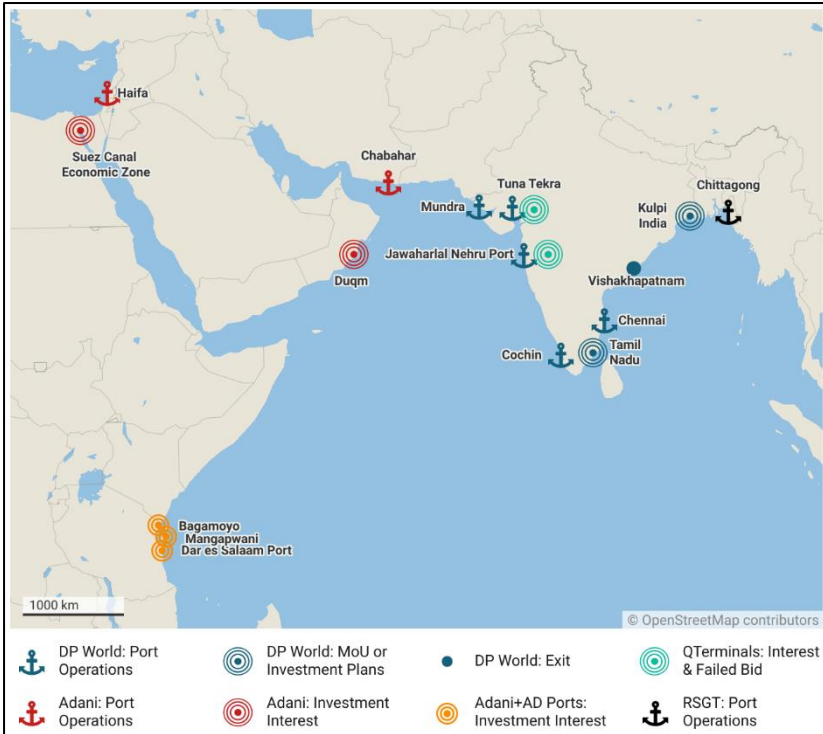 Haifa
Suez Canal
Economic Zone
Chabahar
Tuna Tekra
Mundra
Kulpi
India
Chittagong
Jawaharlal Nehru Port
Duqm
Vishakhapatnam
Chennai
Cochin
Tamil
Nadu
Bagamoyo
Mangapwani
Dar es Salaam Port
1000 km
© OpenStreetMap contributors
DP World: Port
Operations
DP World: MoU or
Investment Plans
DP World: Exit
QTerminals: Interest
& Failed Bid
Adani: Port
Operations
Adani: Investment
Interest
Adani+AD Ports:
Investment Interest
RSGT: Port
Operations